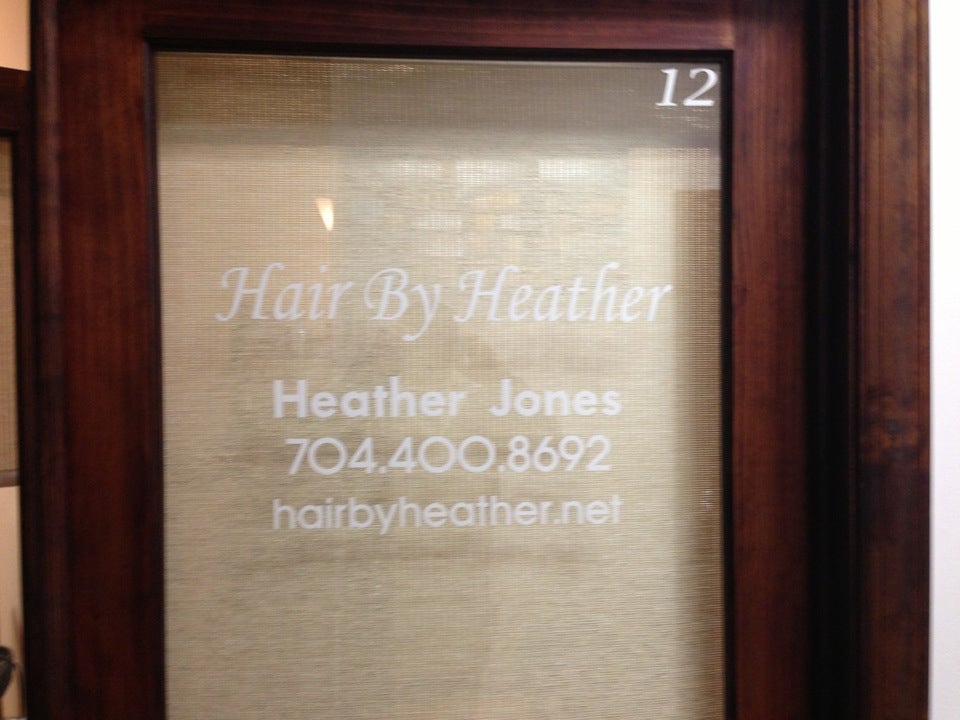 12
Hair By Heather
Heather Jones
704.400.8692
hairbyheather.net